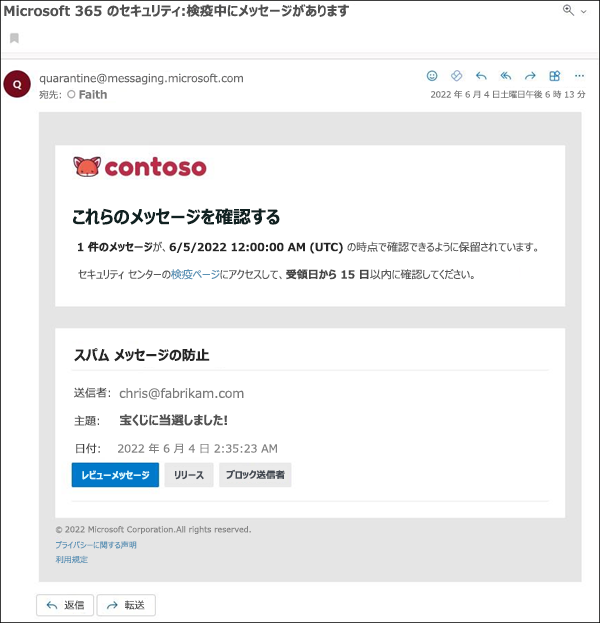 Microsoft 365 のセキュリティ:検疫中にメッセージがあります
Q
quarantine@messaging.microsoft.com
宛先: Faith
2022 年 6 月 4 日土曜日午後 6 時 13 分
contoso
これらのメッセージを確認する
1 件のメッセージが、6/5/2022 12:00:00 AM (UTC) の時点で確認できるように保留されています。
セキュリティ センターの検疫ページにアクセスして、受領日から 15 日以内に確認してください。
スパム メッセージの防止
送信者: chris@fabrikam.com
主題: 宝くじに当選しました!
日付: 2022 年 6 月 4 日 2:35:23 AM
レビューメッセージ リリース ブロック送信者
© 2022 Microsoft Corporation.All rights reserved.
プライバシーに関する声明
利用規定
返信 転送